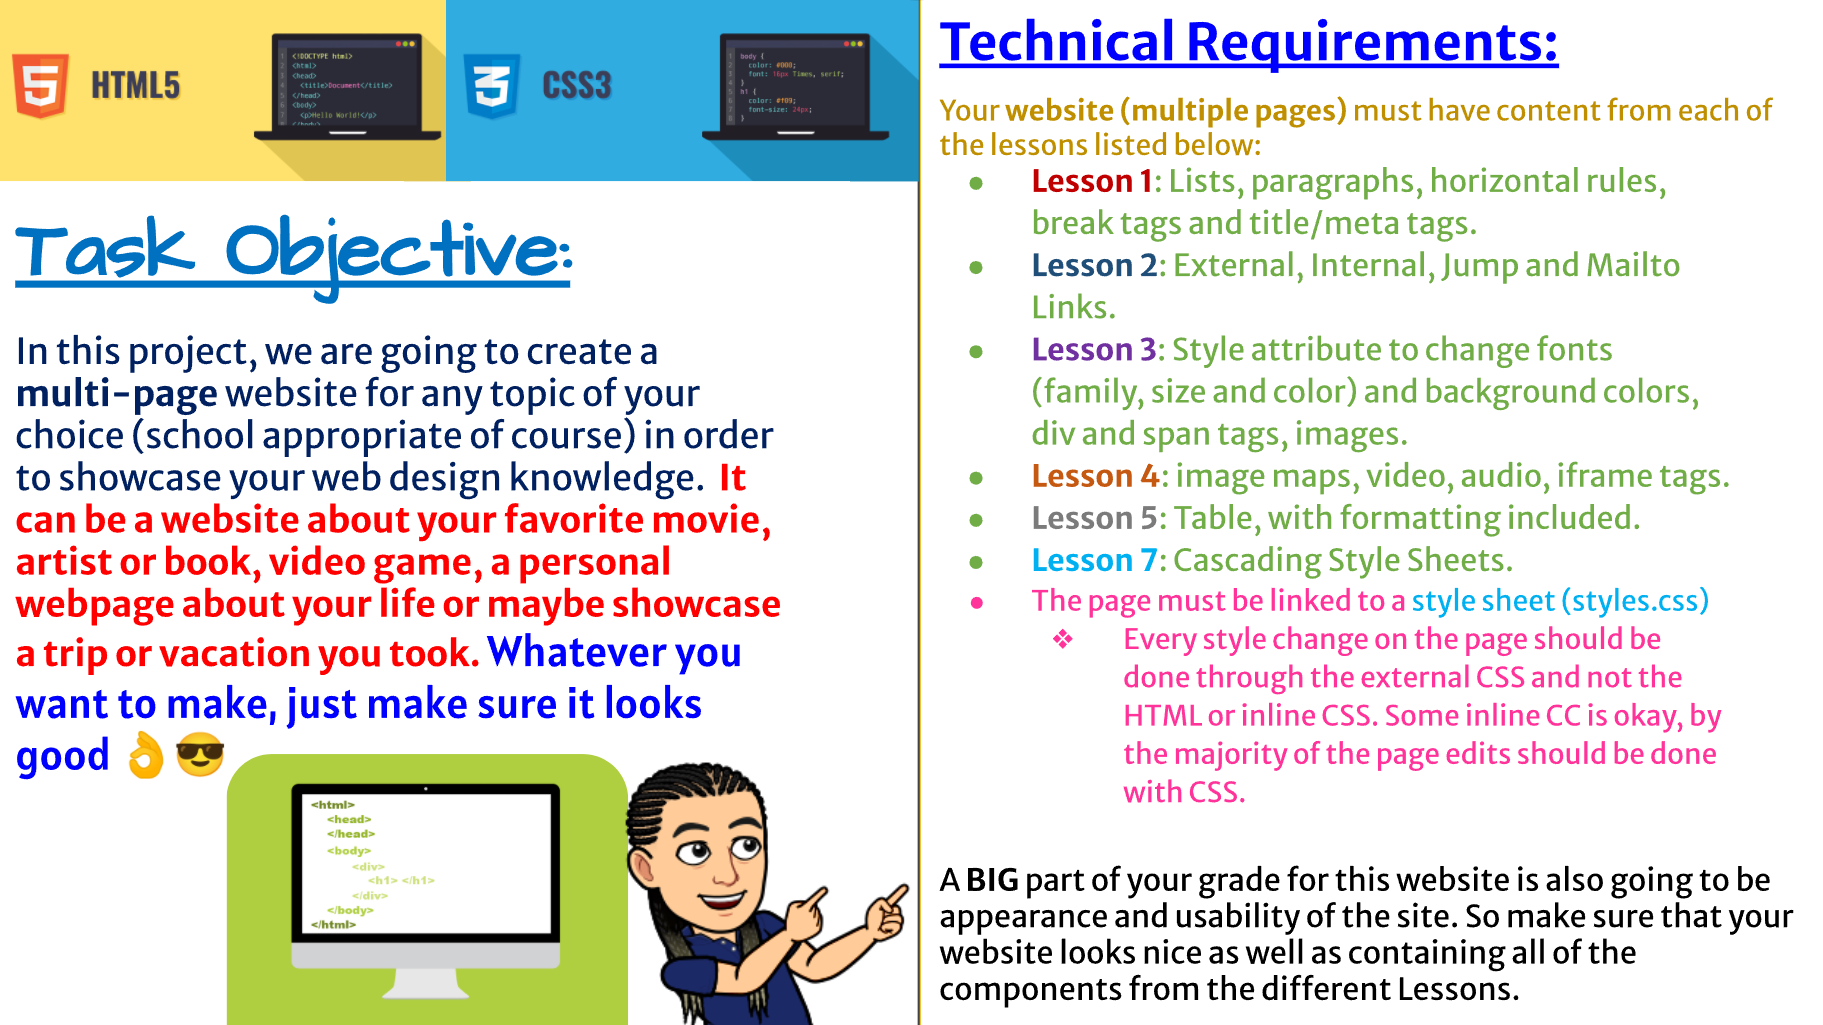 HTML5
<!DOCTYPE html>
<html>
<head>
<title>Document</title>
</head>
<body>
<p>Hello World!</p>
</body>
CSS3
body {
color: #000;
font: 16px Times, serif;
}
h1 {
color: #f09;
font-size: 24px;
}
Task Objective:
In this project, we are going to create a
multi-page website for any topic of your
choice (school appropriate of course) in order
to showcase your web design knowledge. It
can be a website about your favorite movie,
artist or book, video game, a personal
webpage about your life or maybe showcase
a trip or vacation you took. Whatever you
want to make, just make sure it looks
good 👌😎
<html>
<head>
</head>
<body>
<div>
<h1> </h1>
</div>
</body>
</html>
Technical Requirements:
Your website (multiple pages) must have content from each of
the lessons listed below:
● Lesson 1: Lists, paragraphs, horizontal rules,
break tags and title/meta tags.
● Lesson 2: External, Internal, Jump and Mailto
Links.
● Lesson 3: Style attribute to change fonts
(family, size and color) and background colors,
div and span tags, images.
● Lesson 4: image maps, video, audio, iframe tags.
● Lesson 5: Table, with formatting included.
● Lesson 7: Cascading Style Sheets.
● The page must be linked to a style sheet (styles.css)
❖ Every style change on the page should be
done through the external CSS and not the
HTML or inline CSS. Some inline CC is okay, by
the majority of the page edits should be done
with CSS.
A BIG part of your grade for this website is also going to be
appearance and usability of the site. So make sure that your
website looks nice as well as containing all of the
components from the different Lessons.